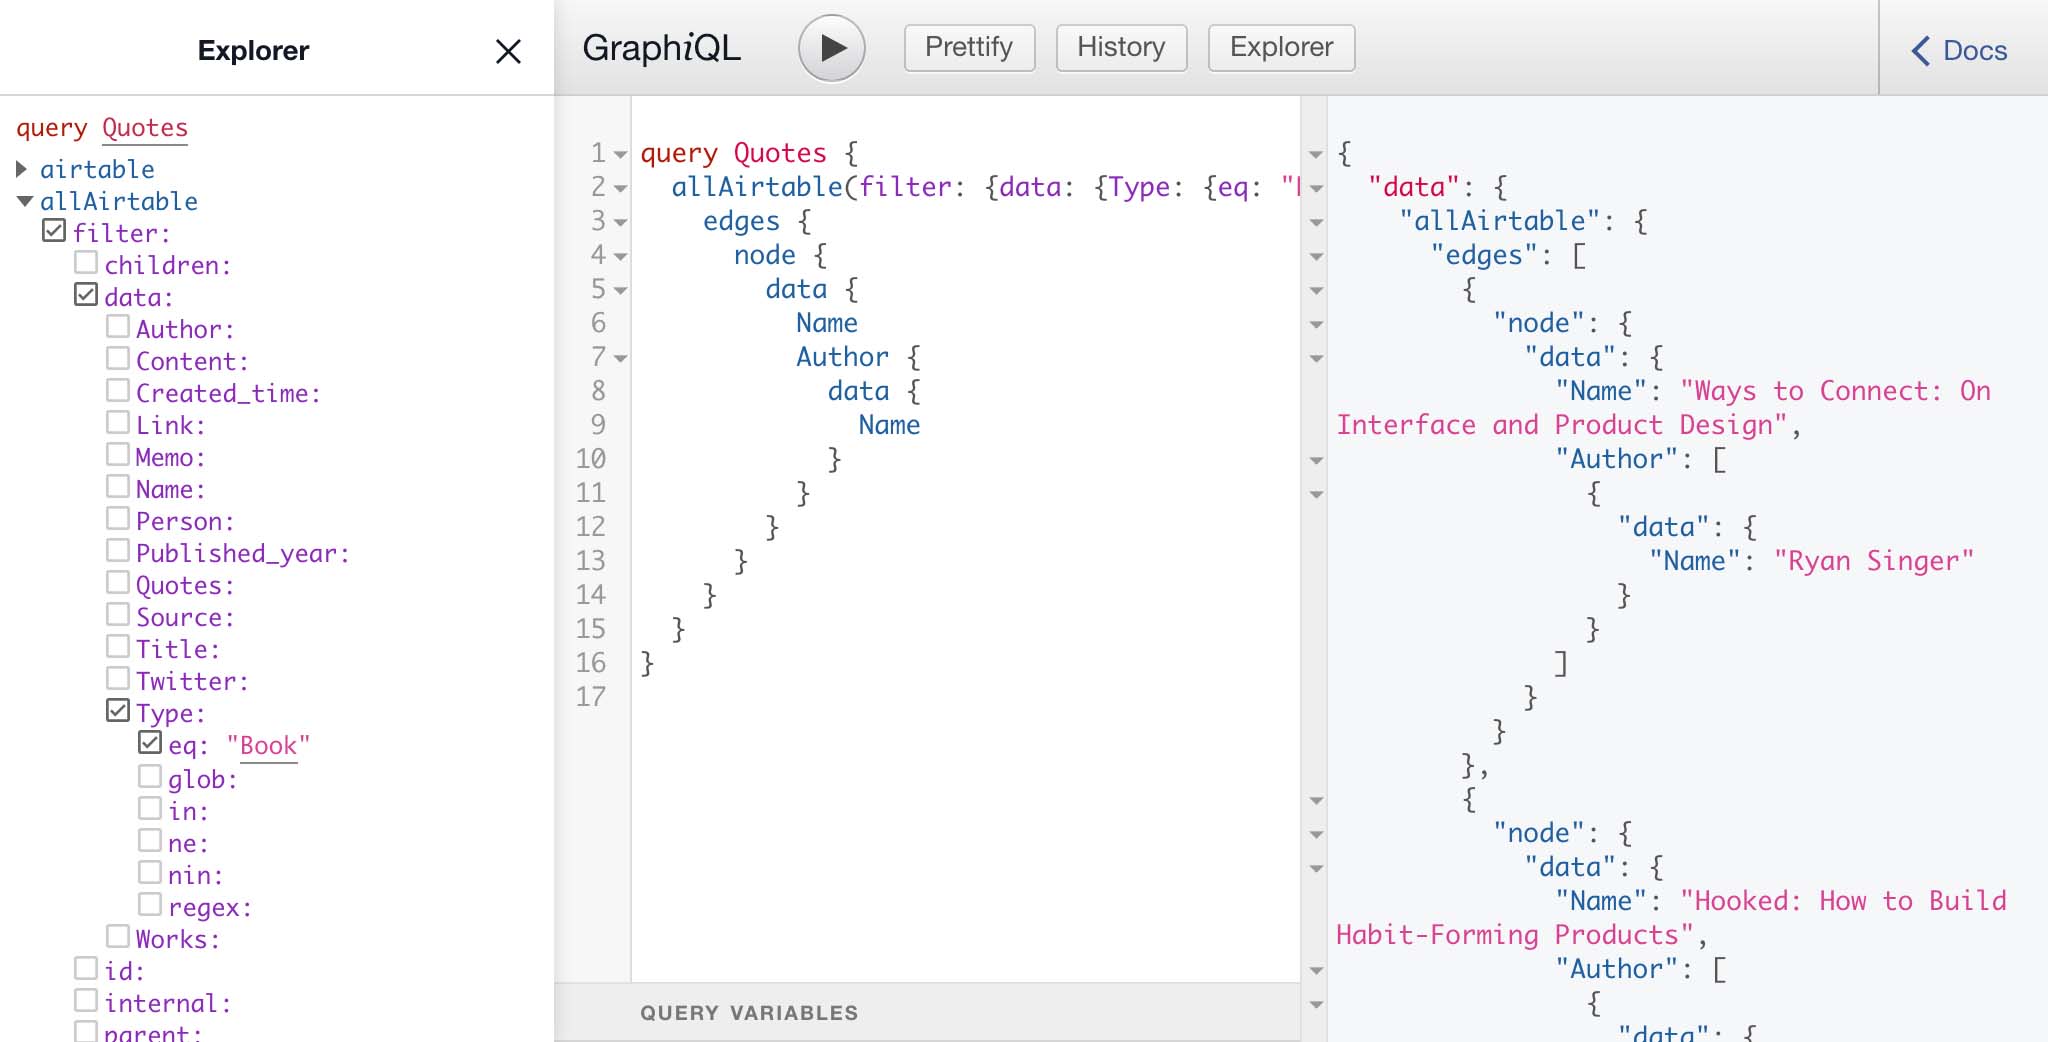 Explorer
query Quotes
airtable
allAirtable
filter:
children:
data:
Author:
Content:
Created_time:
Link:
Memo:
Name:
Person:
Published_year:
Quotes:
Source:
Title:
Twitter:
Type:
eq: "Book"
glob:
in:
ne:
nin:
regex:
Works:
id:
internal:
parent:
GraphiQL
Prettify
History
Explorer
Docs
1 query Quotes {
2 allAirtable(filter: {data: {Type: {eq: "
3 edges {
4 node {
5 data {
6 Name
7 Author {
8 data {
9 Name
10 }
11 }
12 }
13 }
14 }
15 }
16 }
17
QUERY VARIABLES
{
"data": {
"allAirtable": {
"edges": [
{
"node": {
"data": {
"Name": "Ways to Connect: On
Interface and Product Design",
"Author": [
{
"data": {
"Name": "Ryan Singer"
}
}
]
}
}
},
{
"node": {
"data": {
"Name": "Hooked: How to Build
Habit-Forming Products",
"Author": [
{
"data": {